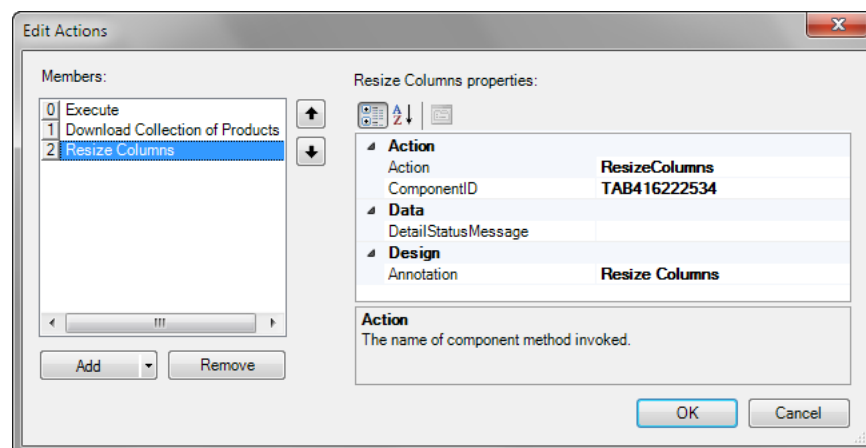 Edit Actions
Members:
0 Execute
1 Download Collection of Products
2 Resize Columns
Add
Remove
Resize Columns properties:
A
Z
Action
Action ResizeColumns
ComponentID TAB416222534
Data
DetailStatusMessage
Design
Annotation Resize Columns
Action
The name of component method invoked.
OK
Cancel